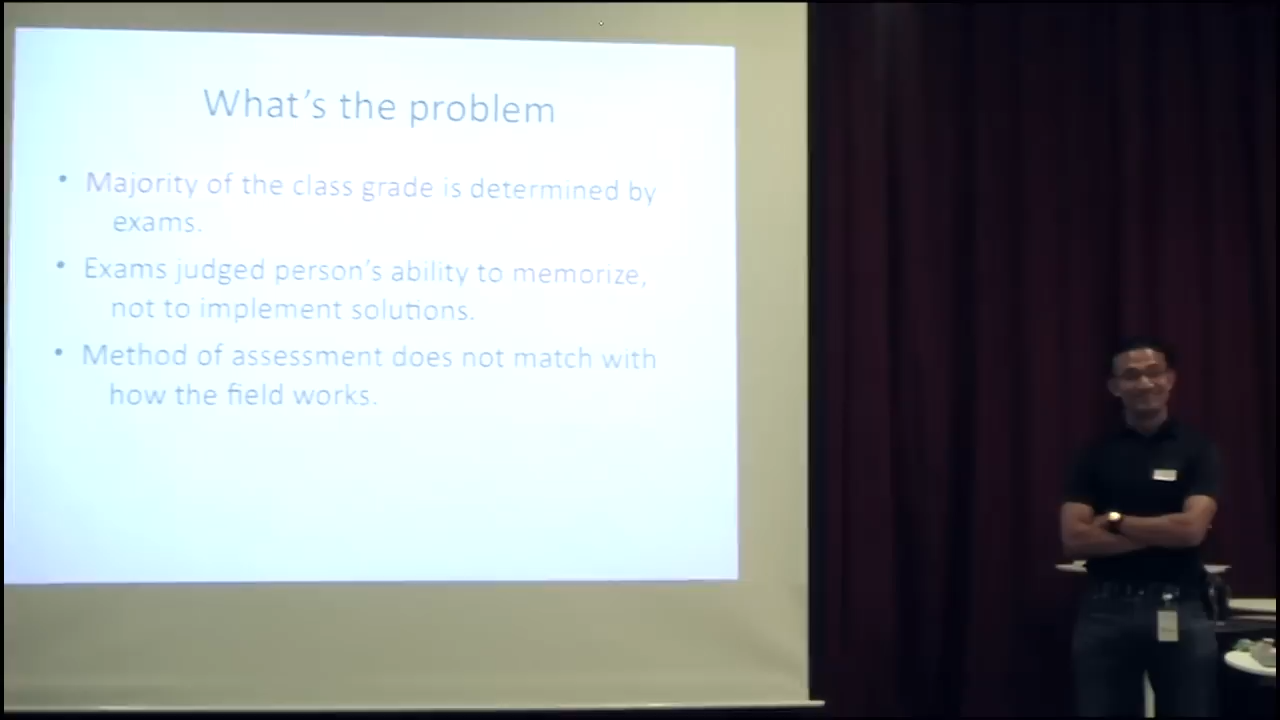 What's the problem
• Majority of the class grade is determined by
exams.
• Exams judged person's ability to memorize,
not to implement solutions.
• Method of assessment does not match with
how the field works.